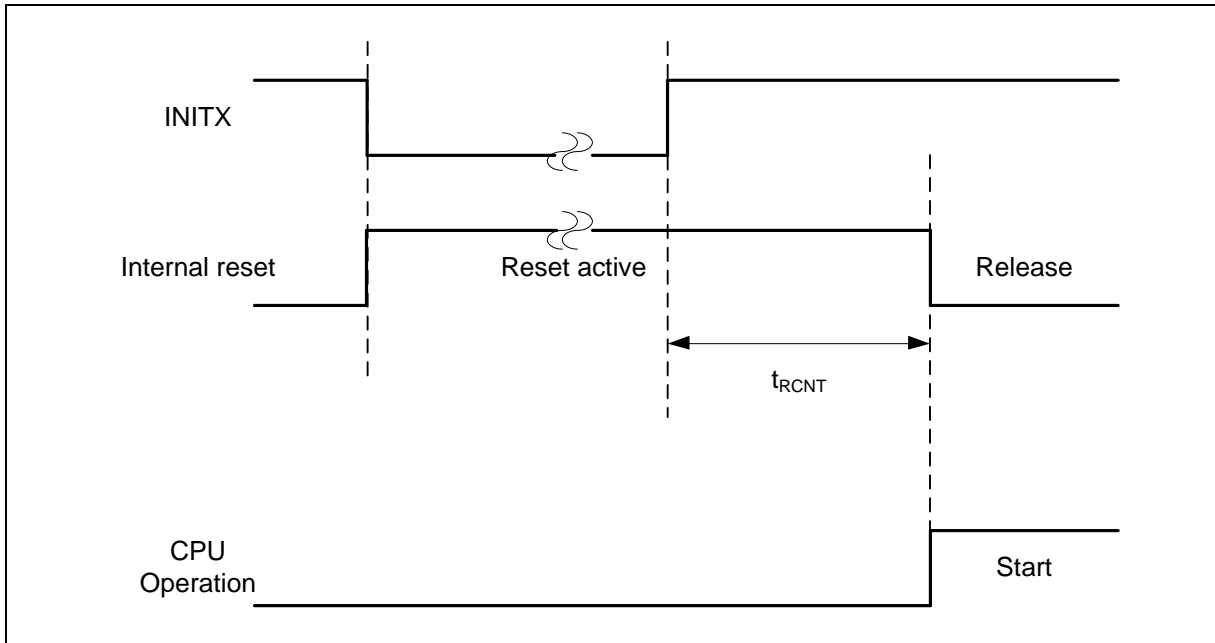 INITX
Internal reset
Reset active
Release
tRCNT
CPU
Operation
Start